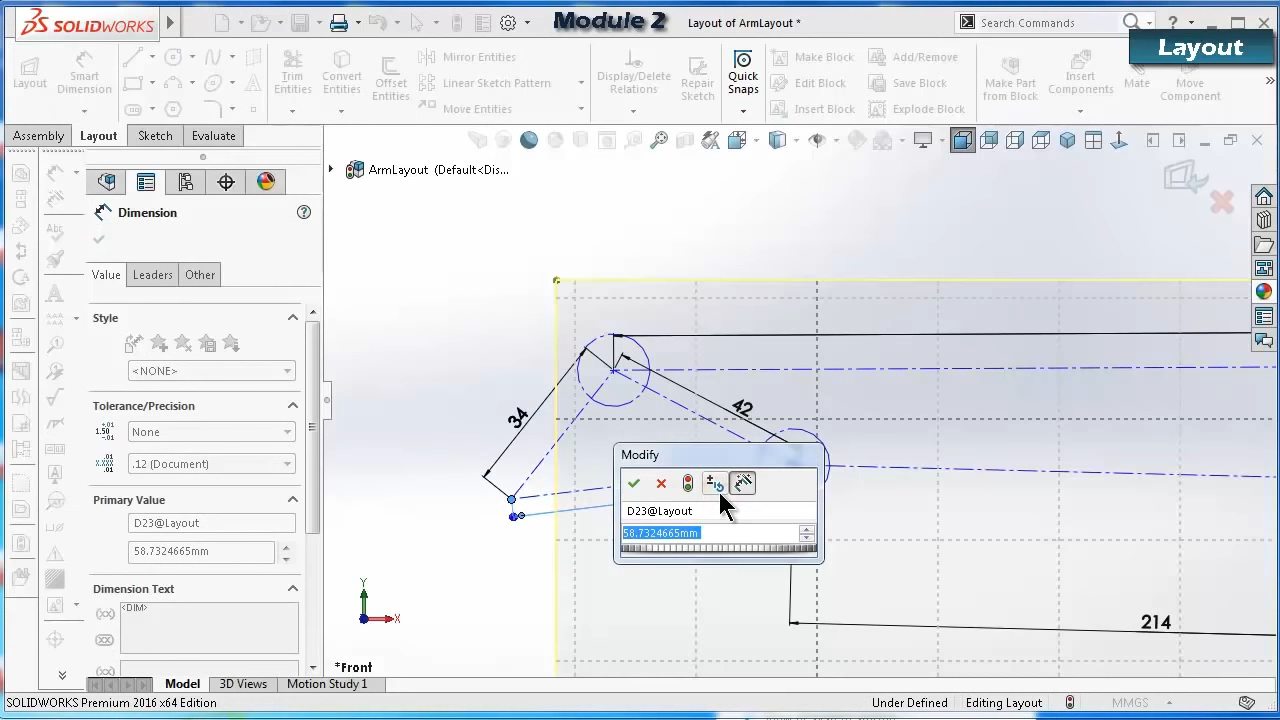 SOLIDWORKS
Module 2
Layout of ArmLayout *
Search Commands
Layout
Layout
Smart Dimension
Trim Entities
Convert Entities
Offset Entities
Mirror Entities
Linear Sketch Pattern
Move Entities
Display/Delete Relations
Repair Sketch
Quick Snaps
Make Block
Edit Block
Insert Block
Add/Remove
Save Block
Explode Block
Make Part from Block
Insert Components
Mate
Move Component
Assembly
Layout
Sketch
Evaluate
ArmLayout (Default<Dis...
Dimension
Value
Leaders
Other
Style
<NONE>
Tolerance/Precision
None
.12 (Document)
Primary Value
D23@Layout
58.7324665mm
Dimension Text
<DIM>
34
42
214
Modify
D23@Layout
58.7324665mm
Y
X
*Front
Model
3D Views
Motion Study 1
SOLIDWORKS Premium 2016 x64 Edition
Under Defined
Editing Layout
MMGS